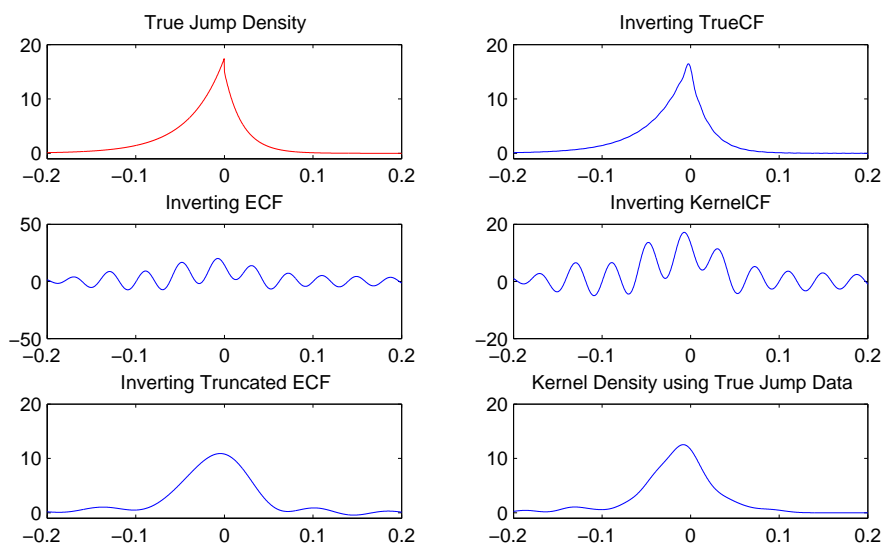 True Jump Density
Inverting TrueCF
20
10
0
−0.2 −0.1 0 0.1 0.2
20
10
0
−0.2 −0.1 0 0.1 0.2
Inverting ECF
Inverting KernelCF
50
0
−50
−0.2 −0.1 0 0.1 0.2
20
0
−20
−0.2 −0.1 0 0.1 0.2
Inverting Truncated ECF
Kernel Density using True Jump Data
20
10
0
−0.2 −0.1 0 0.1 0.2
20
10
0
−0.2 −0.1 0 0.1 0.2